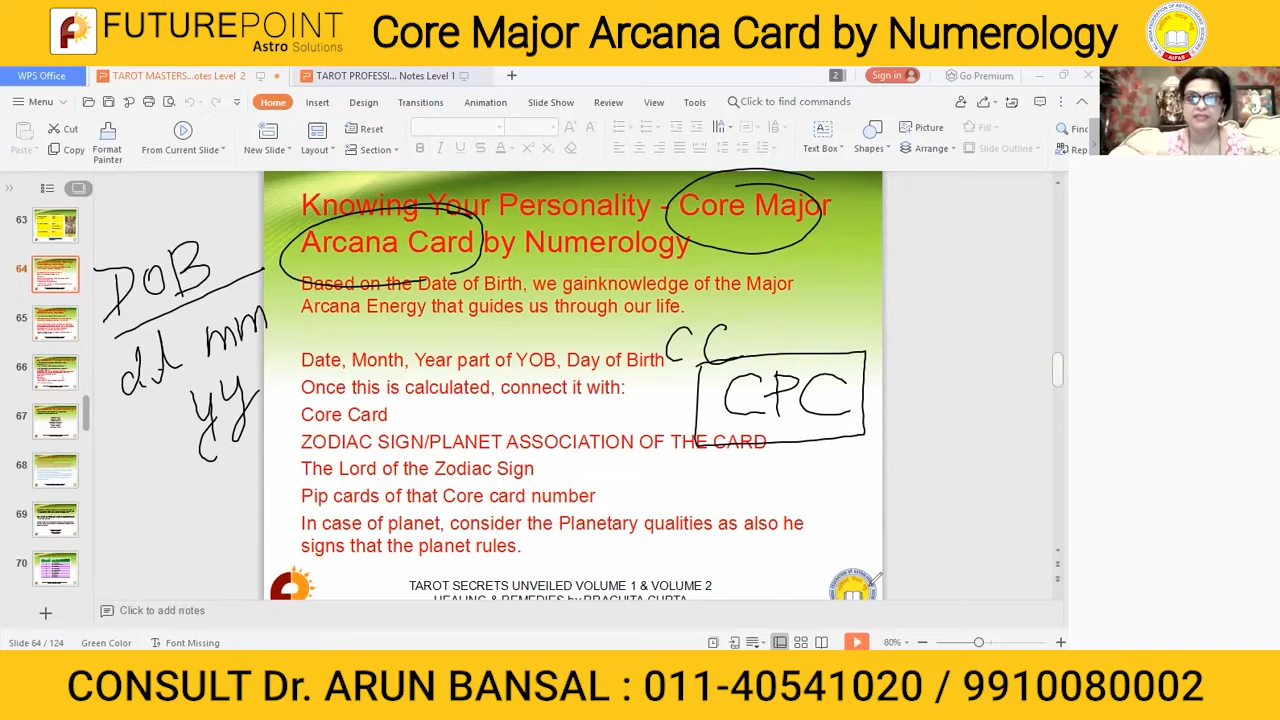 FUTUREPOINT
Astro Solutions
Core Major Arcana Card by Numerology
WPS Office
TAROT MASTERS...otes Level 2
TAROT PROFESSI... Notes Level 1
2
Sign in
Go Premium
Menu
Home
Insert
Design
Transitions
Animation
Slide Show
Review
View
Tools
Click to find commands
Paste
Cut
Copy
Format Painter
From Current Slide
New Slide
Layout
Reset
Section
B I U S A
Text Box
Shapes
Picture
Arrange
Fill
Slide Outline
Knowing Your Personality - Core Major
Arcana Card by Numerology
Based on the Date of Birth, we gainknowledge of the Major
Arcana Energy that guides us through our life.
Date, Month, Year part of YOB, Day of Birth
Once this is calculated, connect it with:
Core Card
ZODIAC SIGN/PLANET ASSOCIATION OF THE CARD
The Lord of the Zodiac Sign
Pip cards of that Core card number
In case of planet, consider the Planetary qualities as also he
signs that the planet rules.
TAROT SECRETS UNVEILED VOLUME 1 & VOLUME 2
HEALING & REMEDIES by PRACHITA GUPTA
DOB
dd mm
yy
CC
CPC
63
64
65
66
67
68
69
70
Click to add notes
Slide 64 / 124
Green Color
Font Missing
80%
CONSULT Dr. ARUN BANSAL : 011-40541020 / 9910080002